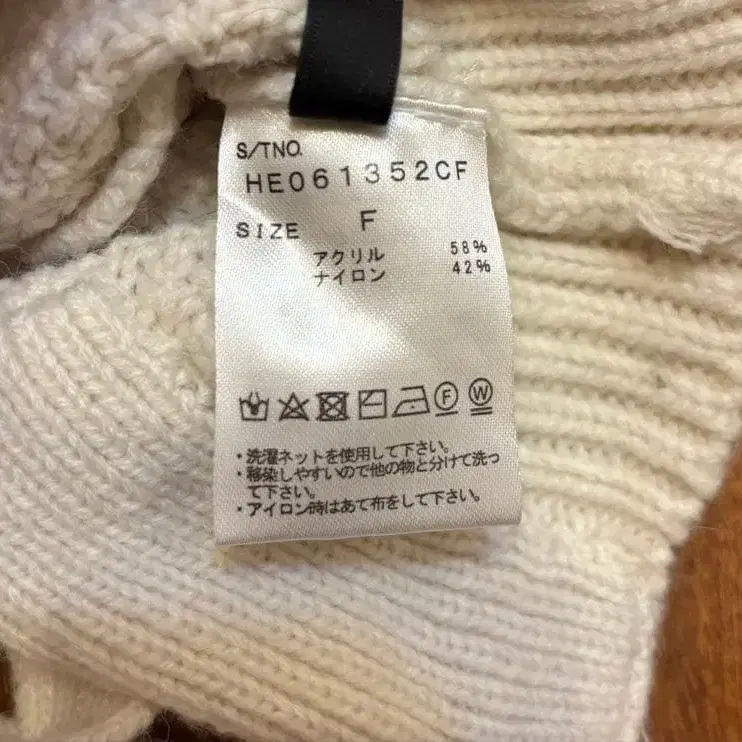 S/TNO.
HE061352CF
SIZE F
アクリル 58%
ナイロン 42%
F W
・洗濯ネットを使用して下さい。
・移染しやすいので他の物と分けて洗っ
て下さい。
・アイロン時はあて布をして下さい。